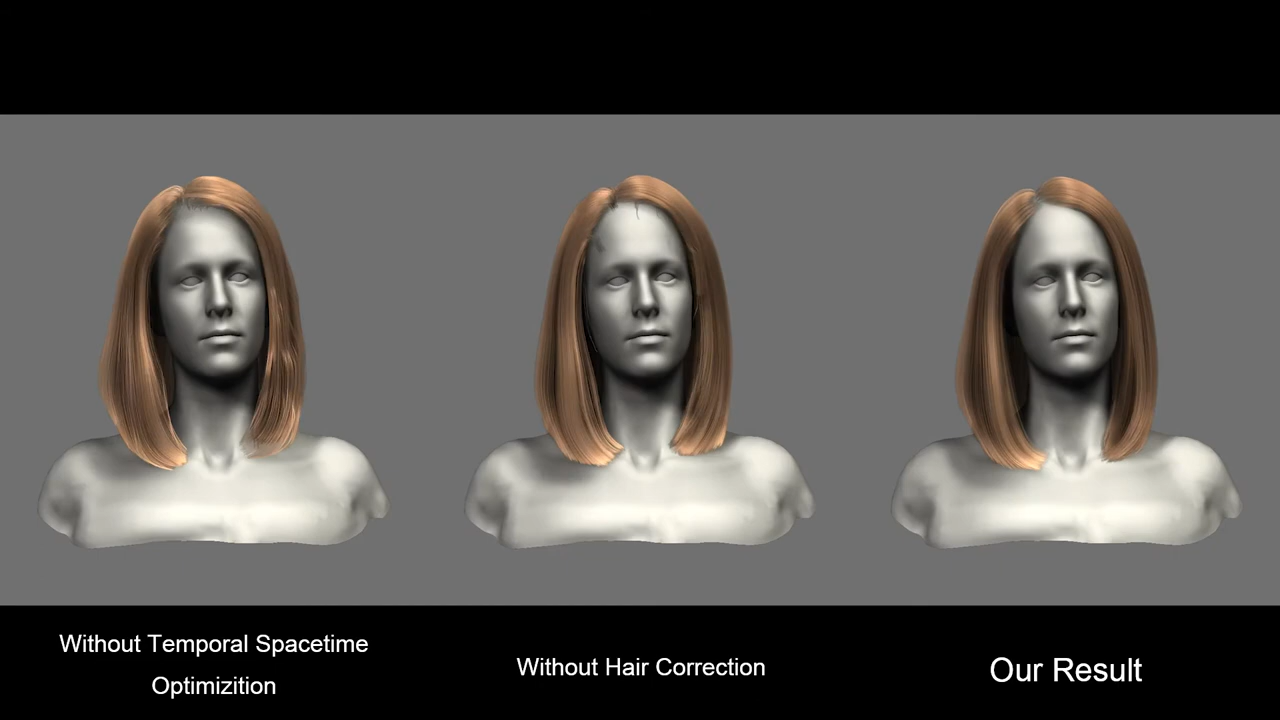 Without Temporal Spacetime
Optimizition
Without Hair Correction
Our Result